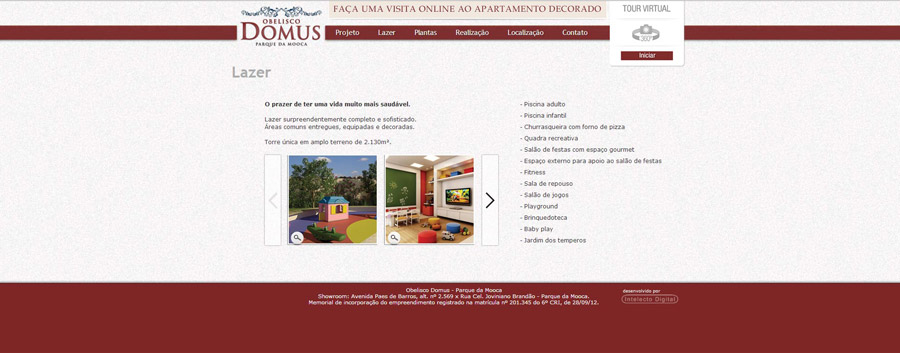 FAÇA UMA VISITA ONLINE AO APARTAMENTO DECORADO
TOUR VIRTUAL
360°
Iniciar
OBELISCO
DOMUS
PARQUE DA MOOCA
Projeto Lazer Plantas Realização Localização Contato
Lazer
O prazer de ter uma vida muito mais saudável.
Lazer surpreendentemente completo e sofisticado.
Áreas comuns entregues, equipadas e decoradas.
Torre única em amplo terreno de 2.130m².
- Piscina adulto
- Piscina infantil
- Churrasqueira com forno de pizza
- Quadra recreativa
- Salão de festas com espaço gourmet
- Espaço externo para apoio ao salão de festas
- Fitness
- Sala de repouso
- Salão de jogos
- Playground
- Brinquedoteca
- Baby play
- Jardim dos temperos
Obelisco Domus - Parque da Mooca
Showroom: Avenida Paes de Barros, alt. nº 2.569 x Rua Cel. Joviniano Brandão - Parque da Mooca.
Memorial de incorporação do empreendimento registrado na matrícula nº 201.345 do 6º CRI, de 28/09/12.
desenvolvido por:
Intelecto Digital